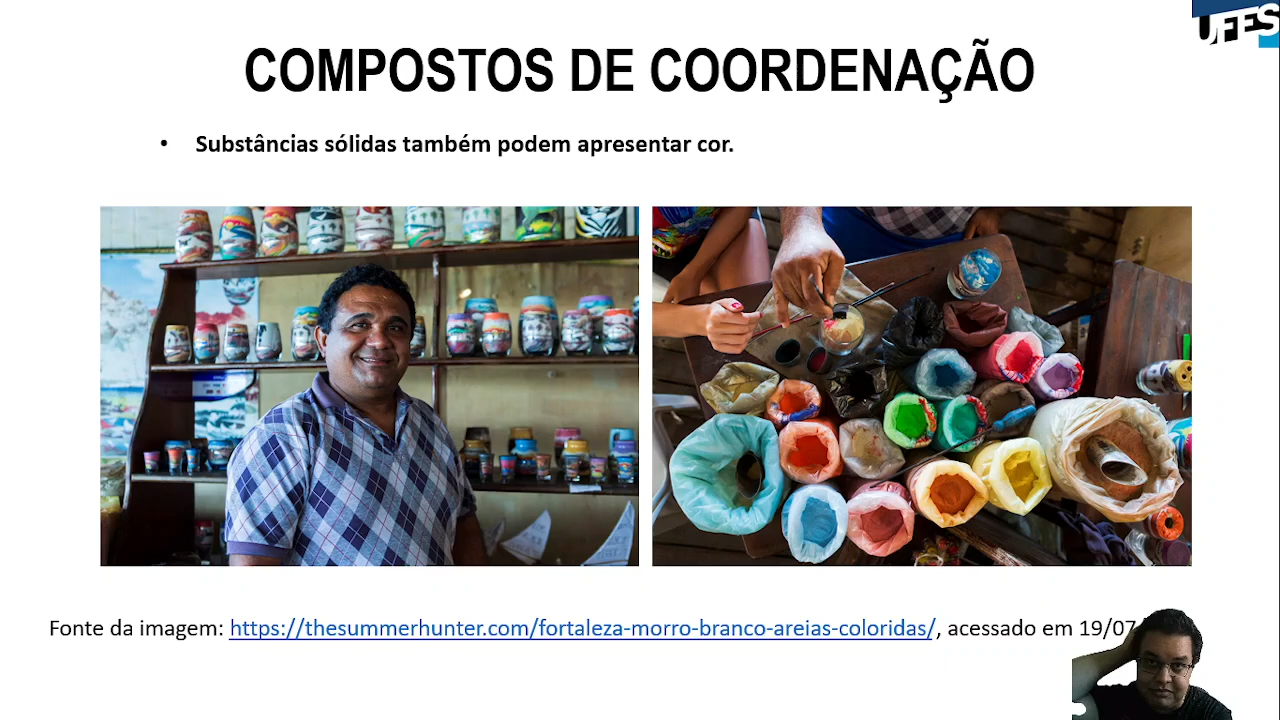 UFES
COMPOSTOS DE COORDENAÇÃO
• Substâncias sólidas também podem apresentar cor.
Fonte da imagem: https://thesummerhunter.com/fortaleza-morro-branco-areias-coloridas/, acessado em 19/07